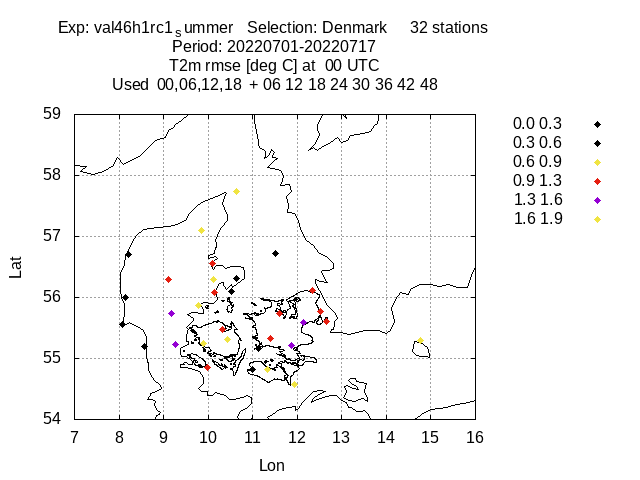 Exp: val46h1rc1summer Selection: Denmark 32 stations
Period: 20220701-20220717
T2m rmse [deg C] at 00 UTC
Used 00,06,12,18 + 06 12 18 24 30 36 42 48
59
58
57
56
55
54
7 8 9 10 11 12 13 14 15 16
Lat
Lon
0.0 0.3
0.3 0.6
0.6 0.9
0.9 1.3
1.3 1.6
1.6 1.9